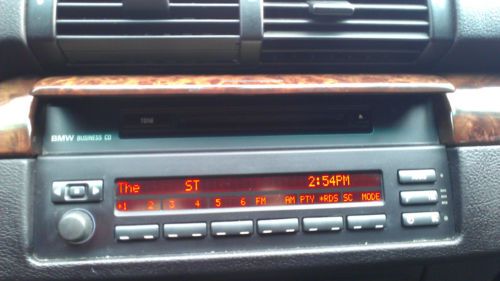 TONE
BMW BUSINESS CD
The ST 2:54PM
•1 2 3 4 5 6 FM AM PTY •RDS SC MODE